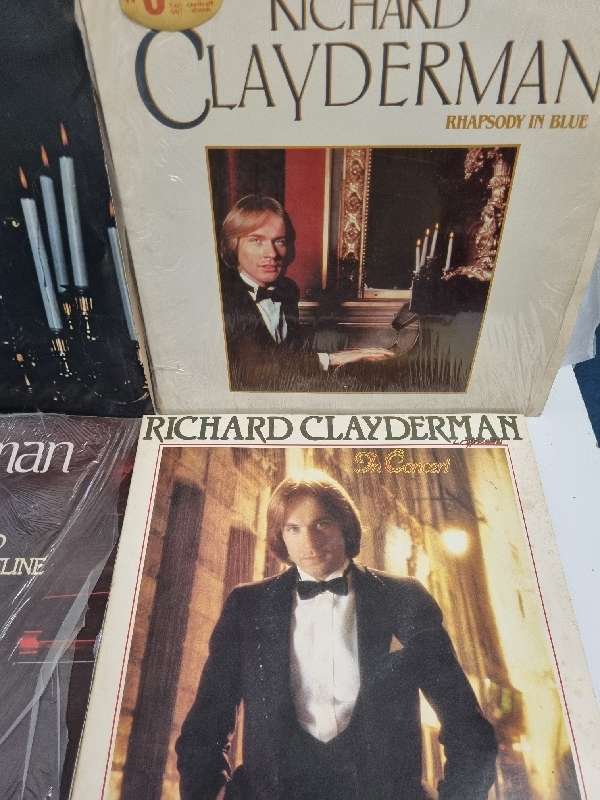 RICHARD
CLAYDERMAN
RHAPSODY IN BLUE
RICHARD CLAYDERMAN
In Concert
man
LINE